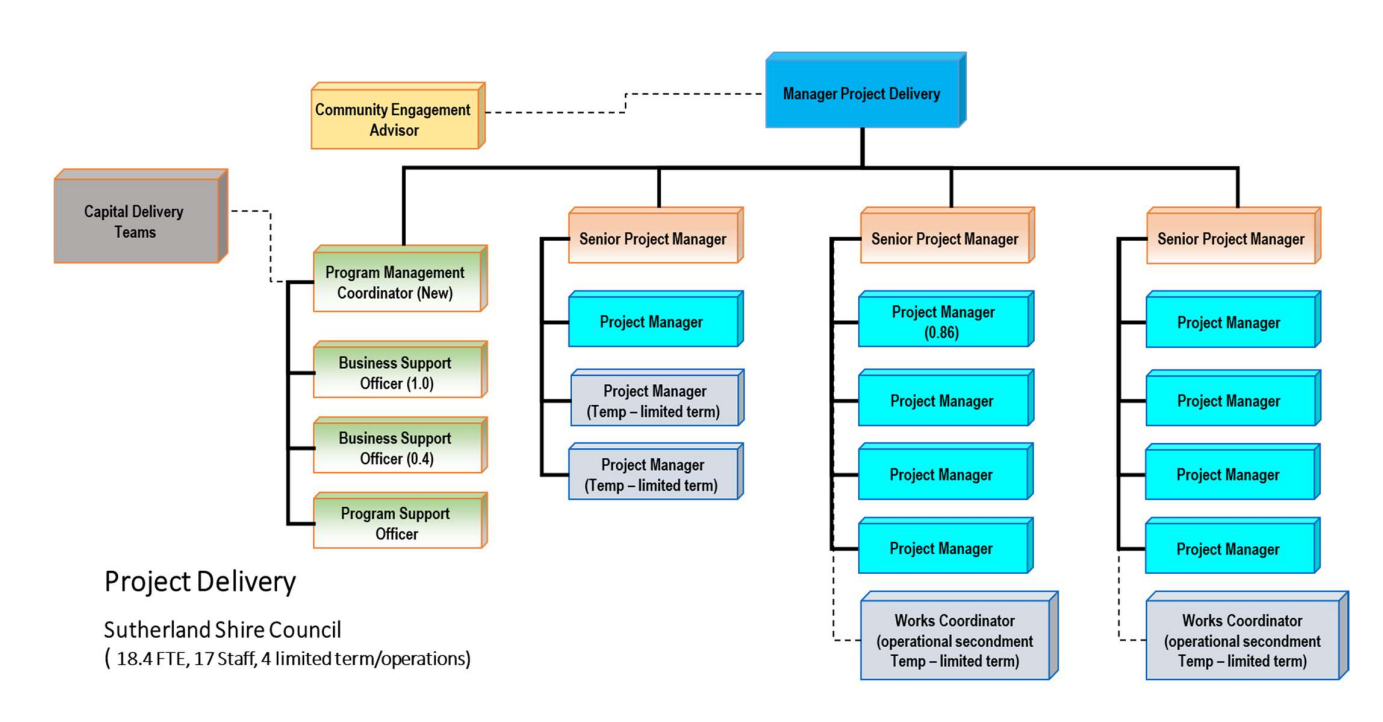 Manager Project Delivery
Community Engagement
Advisor
Capital Delivery
Teams
Program Management
Coordinator (New)
Business Support
Officer (1.0)
Business Support
Officer (0.4)
Program Support
Officer
Senior Project Manager
Project Manager
Project Manager
(Temp – limited term)
Project Manager
(Temp – limited term)
Senior Project Manager
Project Manager
(0.86)
Project Manager
Project Manager
Project Manager
Works Coordinator
(operational secondment
Temp – limited term)
Senior Project Manager
Project Manager
Project Manager
Project Manager
Project Manager
Works Coordinator
(operational secondment
Temp – limited term)
Project Delivery
Sutherland Shire Council
( 18.4 FTE, 17 Staff, 4 limited term/operations)